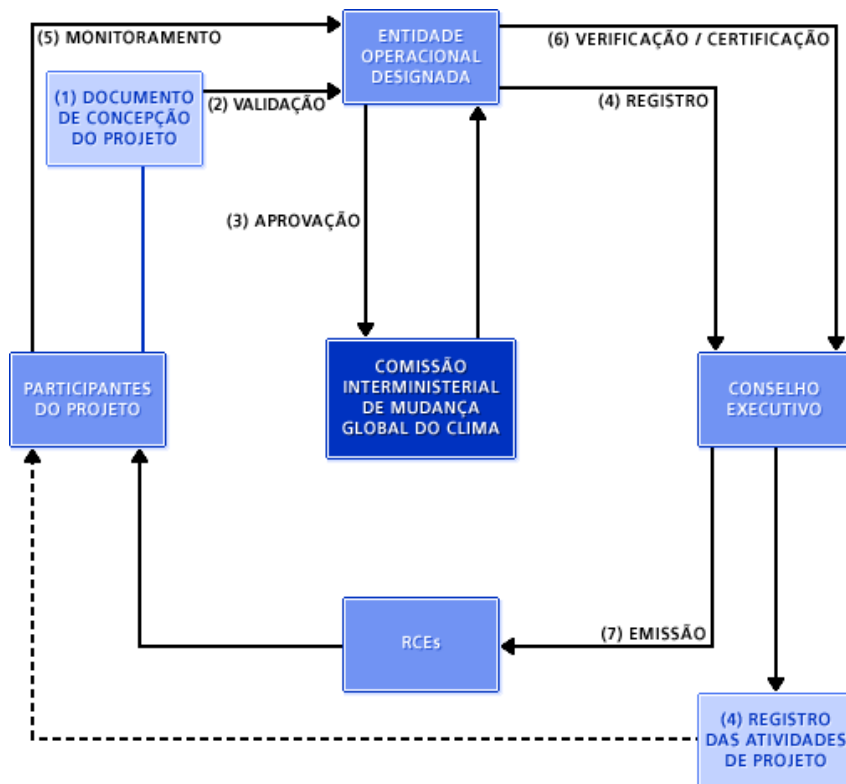 (5) MONITORAMENTO
ENTIDADE
OPERACIONAL
DESIGNADA
(6) VERIFICAÇÃO / CERTIFICAÇÃO
(1) DOCUMENTO
DE CONCEPÇÃO
DO PROJETO
(2) VALIDAÇÃO
(4) REGISTRO
(3) APROVAÇÃO
PARTICIPANTES
DO PROJETO
COMISSÃO
INTERMINISTERIAL
DE MUDANÇA
GLOBAL DO CLIMA
CONSELHO
EXECUTIVO
RCEs
(7) EMISSÃO
(4) REGISTRO
DAS ATIVIDADES
DE PROJETO